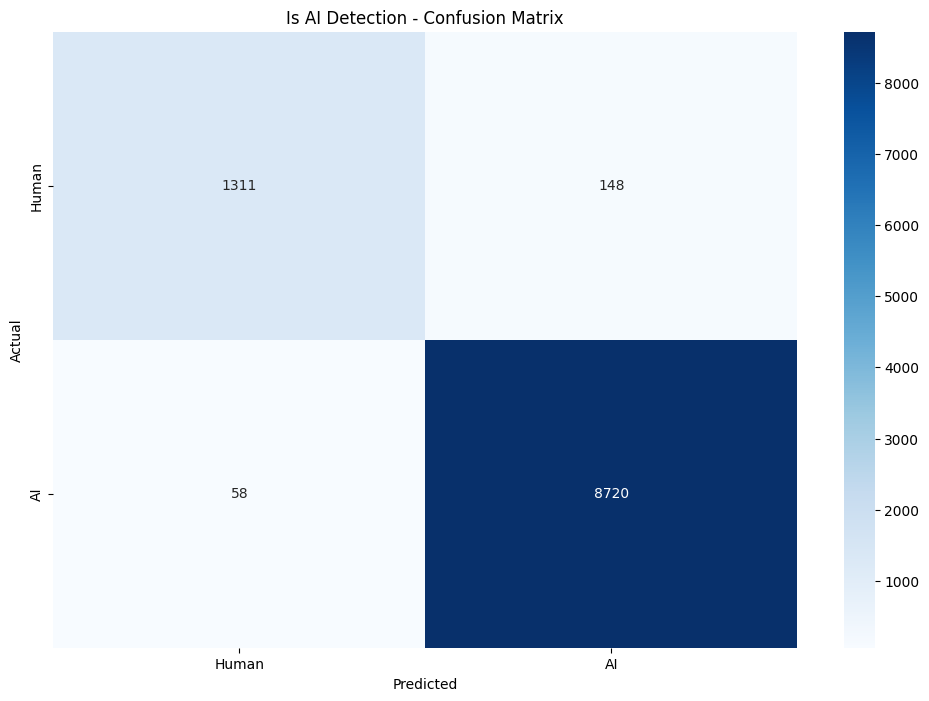 Is AI Detection - Confusion Matrix
Human
1311
148
8000
7000
6000
5000
4000
3000
2000
1000
Actual
AI
58
8720
Human
AI
Predicted